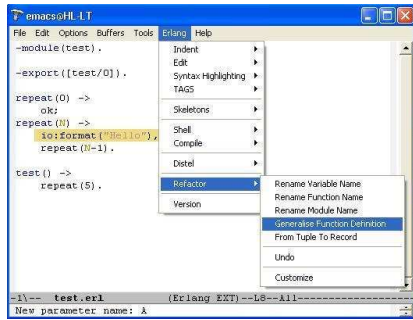 emacs@HL-LT
File Edit Options Buffers Tools Erlang Help
-module(test).
-export([test/0]).
repeat(0) ->
ok;
repeat(N) ->
io:format("Hello"),
repeat(N-1).
test() ->
repeat(5).
Indent
Edit
Syntax Highlighting
TAGS
Skeletons
Shell
Compile
Distel
Refactor
Version
Rename Variable Name
Rename Function Name
Rename Module Name
Generalise Function Definition
From Tuple To Record
Undo
Customize
-1\-- test.erl (Erlang EXT)--L8--All----------------
New parameter name: A